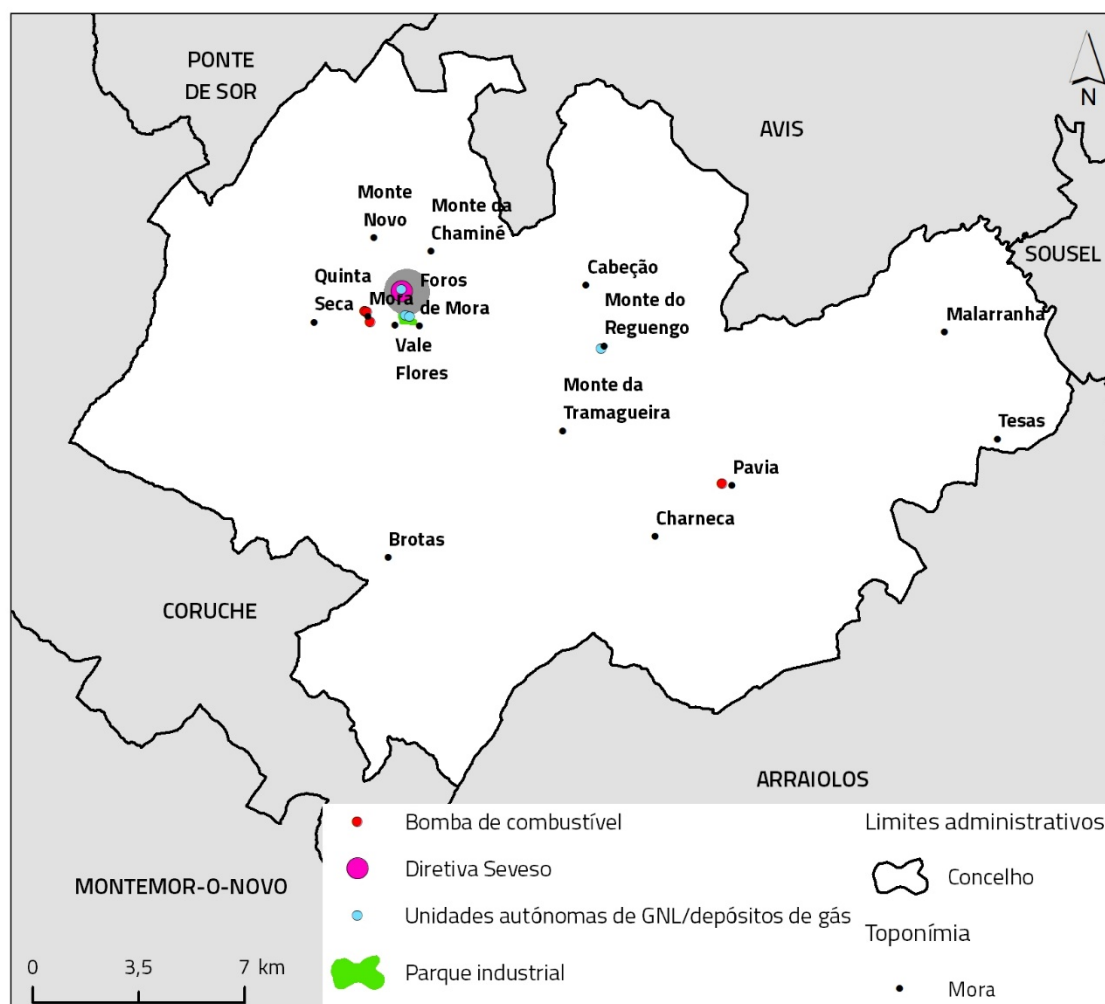 PONTE
DE SOR
AVIS
N
SOUSEL
Monte
Novo
Monte da
Chaminé
Quinta
Seca
Mora
Foros
de Mora
Vale
Flores
Cabeção
Monte do
Reguengo
Malarranha
Monte da
Tramagueira
Tesas
Pavia
Charneca
Brotas
CORUCHE
ARRAIOLOS
MONTEMOR-O-NOVO
0 3,5 7 km
Bomba de combustível
Diretiva Seveso
Unidades autónomas de GNL/depósitos de gás
Parque industrial
Limites administrativos
Concelho
Toponímia
Mora